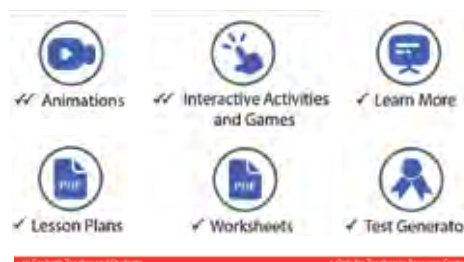 ✓✓ Animations
✓✓ Interactive Activities
and Games
✓ Learn More
PDF
PDF
✓ Lesson Plans
✓ Worksheets
✓ Test Generato